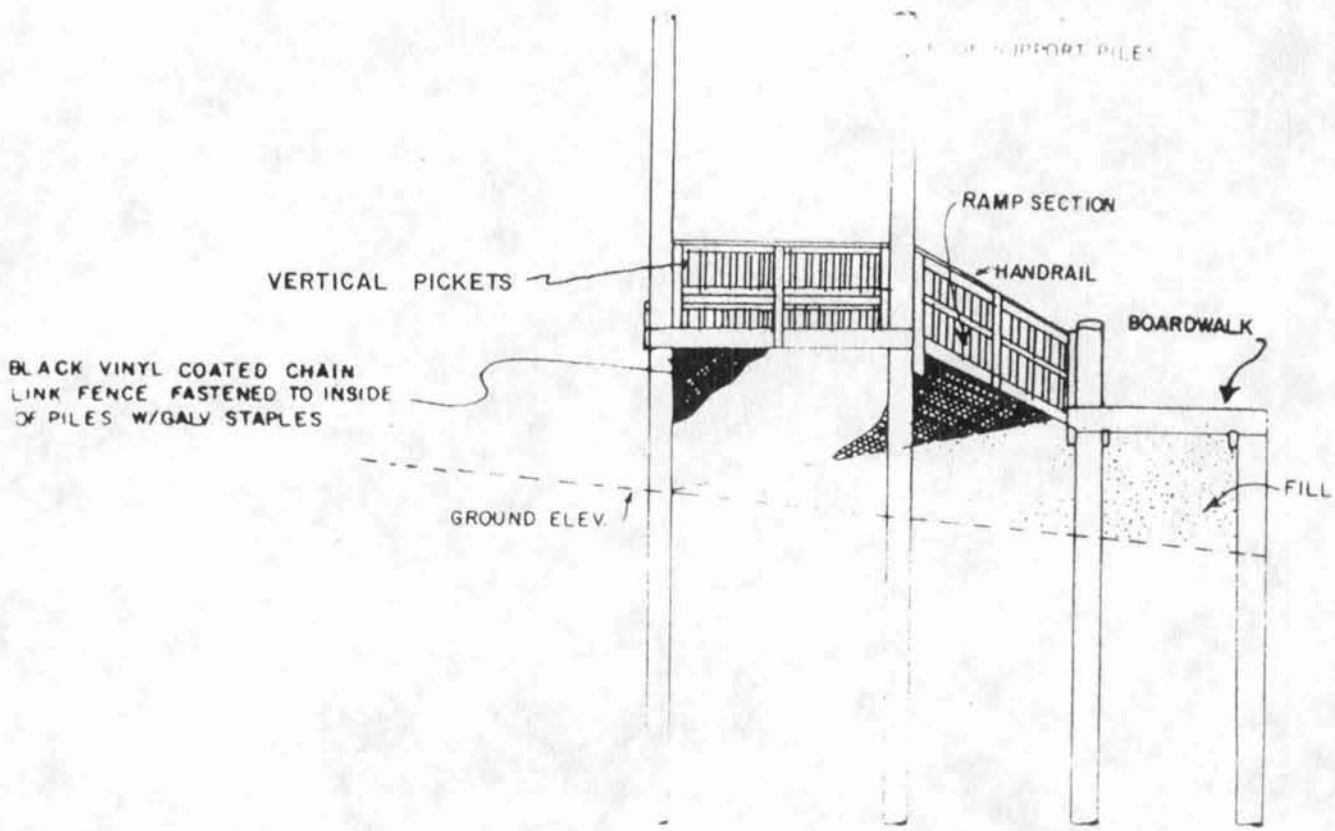 OF SUPPORT PILES
RAMP SECTION
HANDRAIL
VERTICAL PICKETS
BOARDWALK
BLACK VINYL COATED CHAIN
LINK FENCE FASTENED TO INSIDE
OF PILES W/GALV STAPLES
FILL
GROUND ELEV.